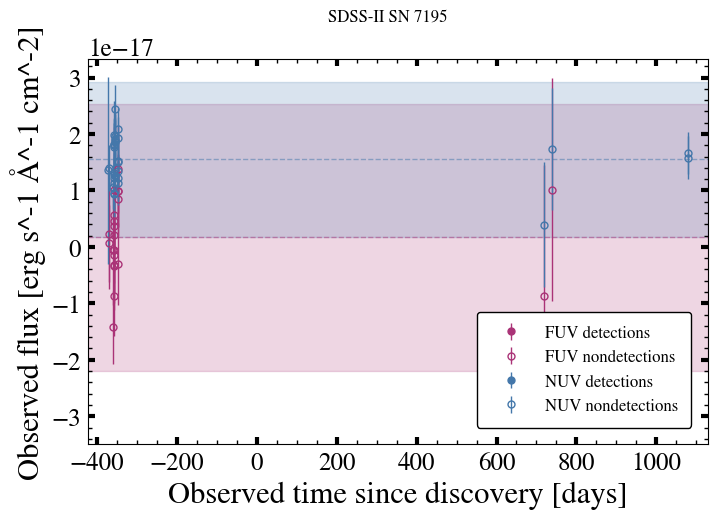 SDSS-II SN 7195
1e−17
Observed flux [erg s^-1 Å^-1 cm^-2]
3
2
1
0
−1
−2
−3
FUV detections
FUV nondetections
NUV detections
NUV nondetections
−400 −200 0 200 400 600 800 1000
Observed time since discovery [days]